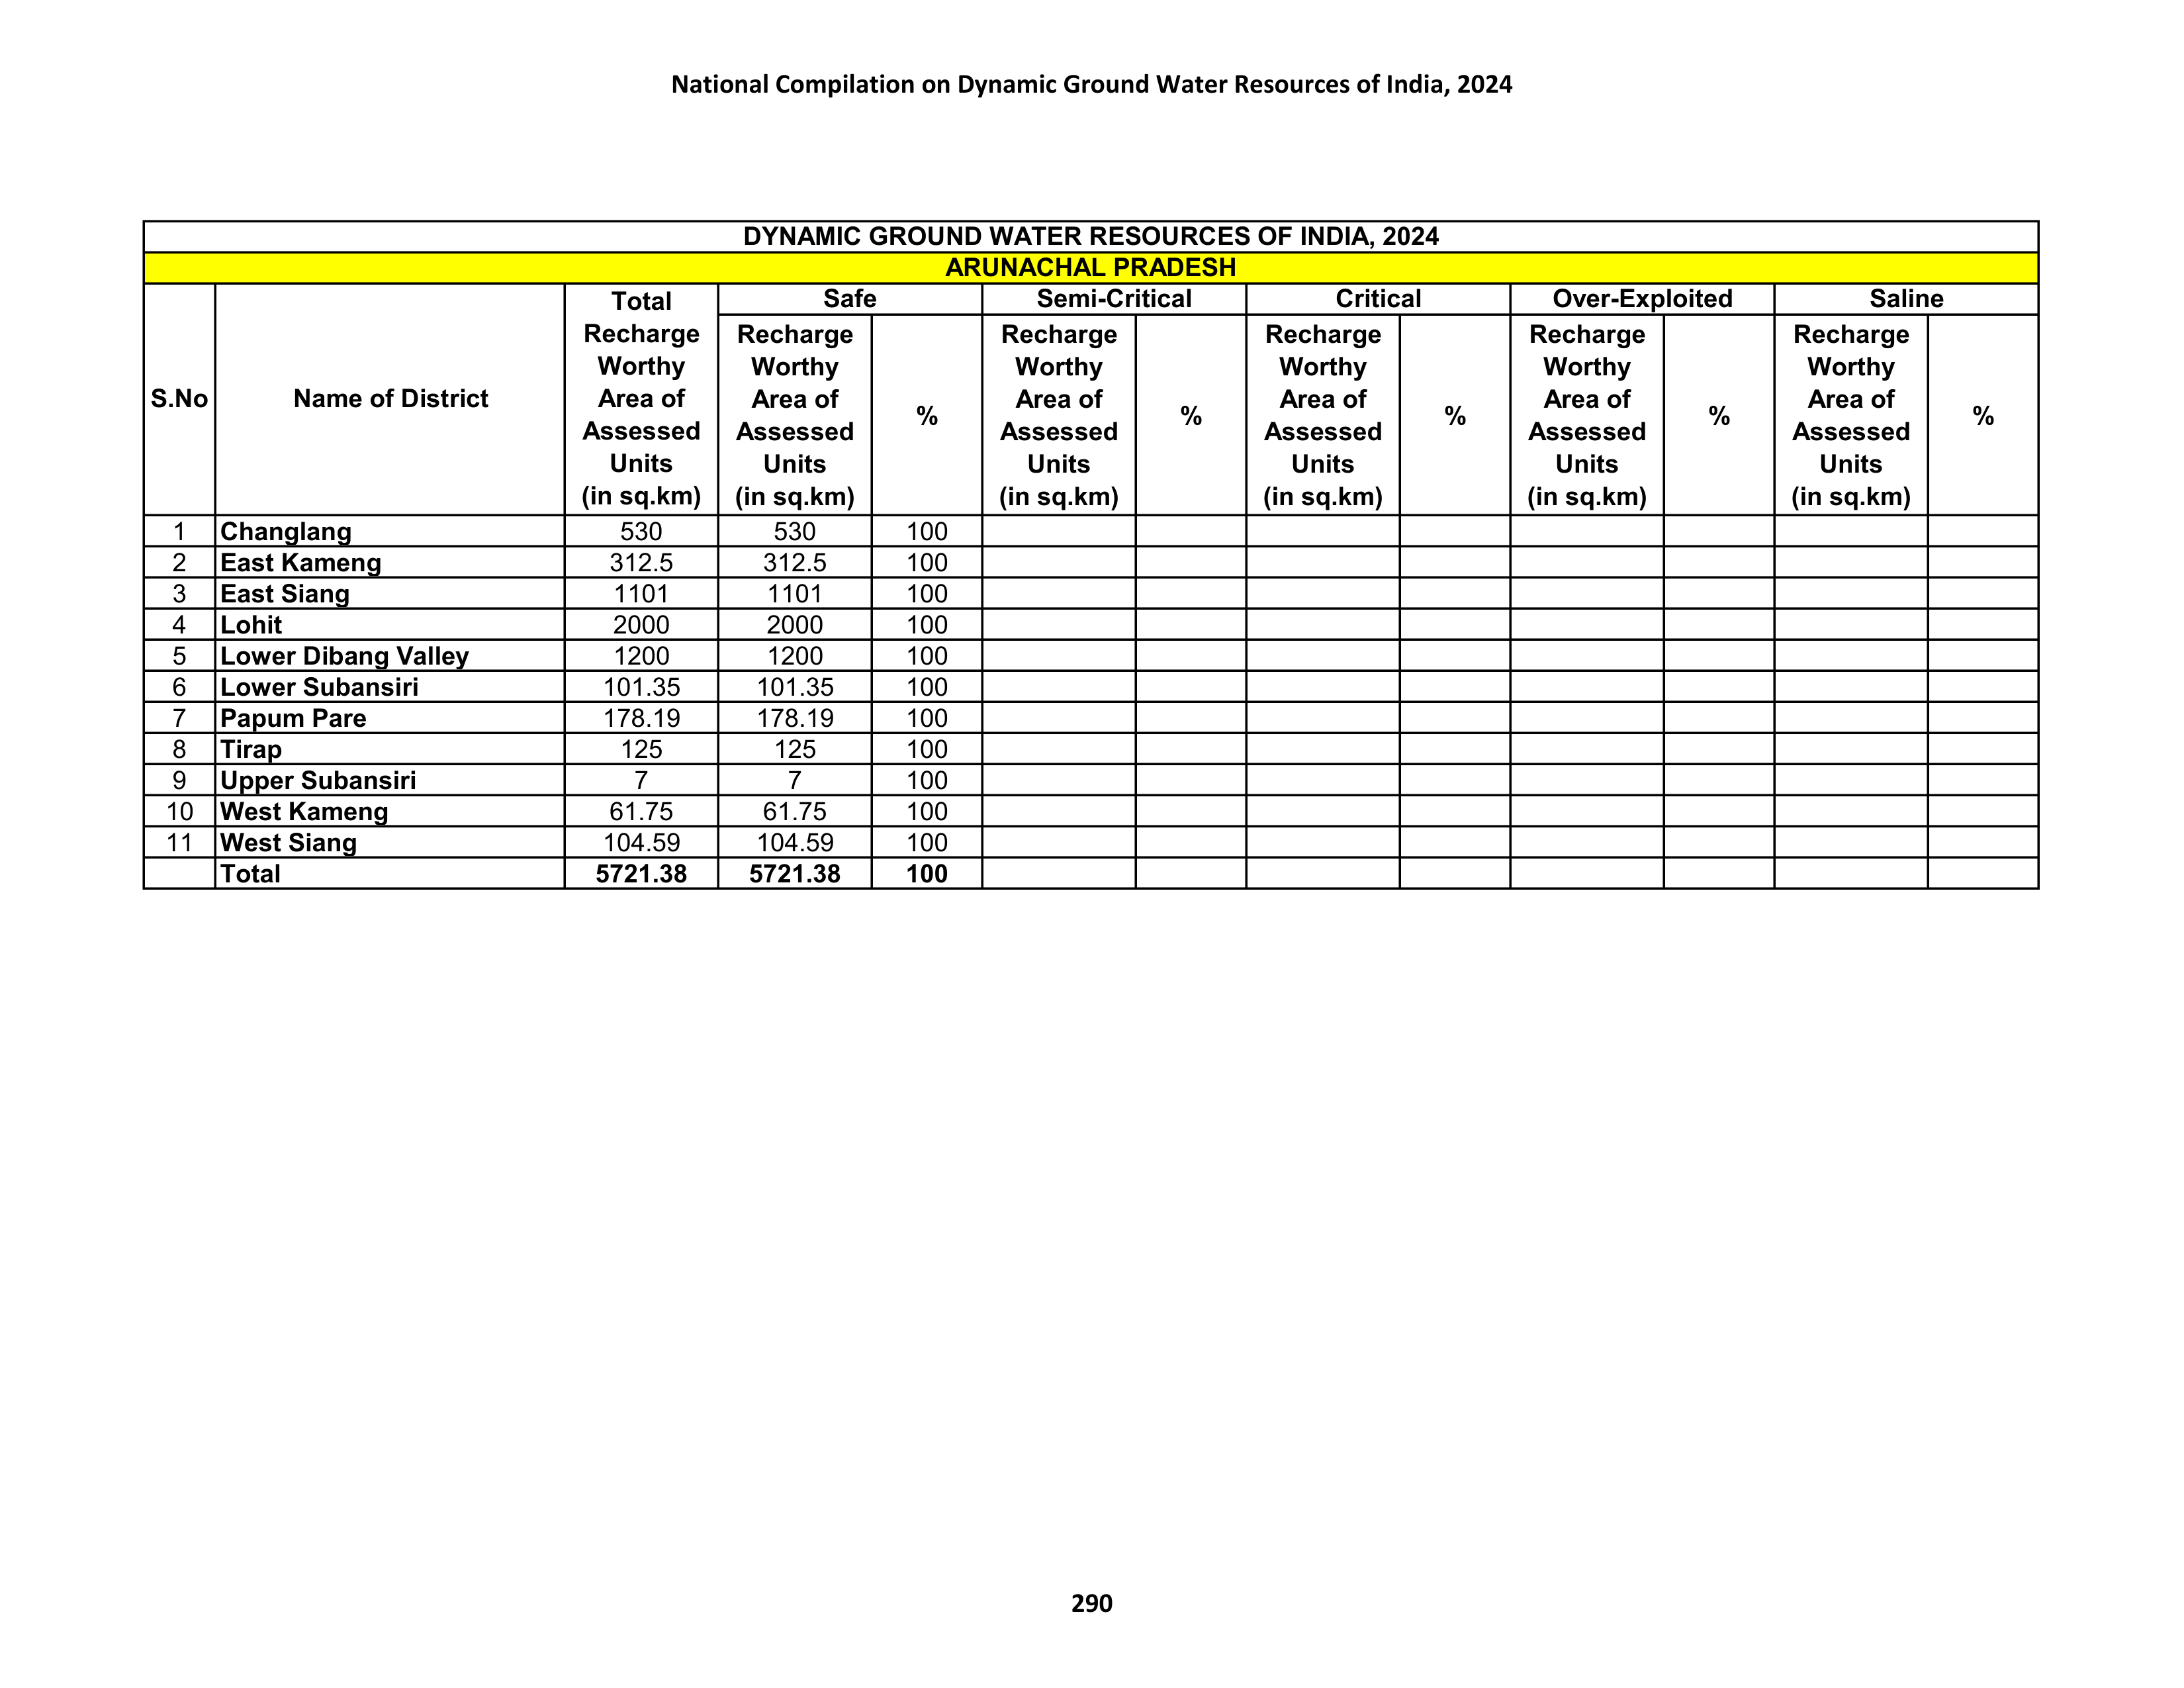 National Compilation on Dynamic Ground Water Resources of India, 2024
DYNAMIC GROUND WATER RESOURCES OF INDIA, 2024
ARUNACHAL PRADESH
S.No
Name of District
Total
Recharge
Worthy
Area of
Assessed
Units
(in sq.km)
Safe
Semi-Critical
Critical
Over-Exploited
Saline
Recharge
Worthy
Area of
Assessed
Units
(in sq.km)
%
Recharge
Worthy
Area of
Assessed
Units
(in sq.km)
%
Recharge
Worthy
Area of
Assessed
Units
(in sq.km)
%
Recharge
Worthy
Area of
Assessed
Units
(in sq.km)
%
Recharge
Worthy
Area of
Assessed
Units
(in sq.km)
%
1 Changlang 530 530 100
2 East Kameng 312.5 312.5 100
3 East Siang 1101 1101 100
4 Lohit 2000 2000 100
5 Lower Dibang Valley 1200 1200 100
6 Lower Subansiri 101.35 101.35 100
7 Papum Pare 178.19 178.19 100
8 Tirap 125 125 100
9 Upper Subansiri 7 7 100
10 West Kameng 61.75 61.75 100
11 West Siang 104.59 104.59 100
Total 5721.38 5721.38 100
290